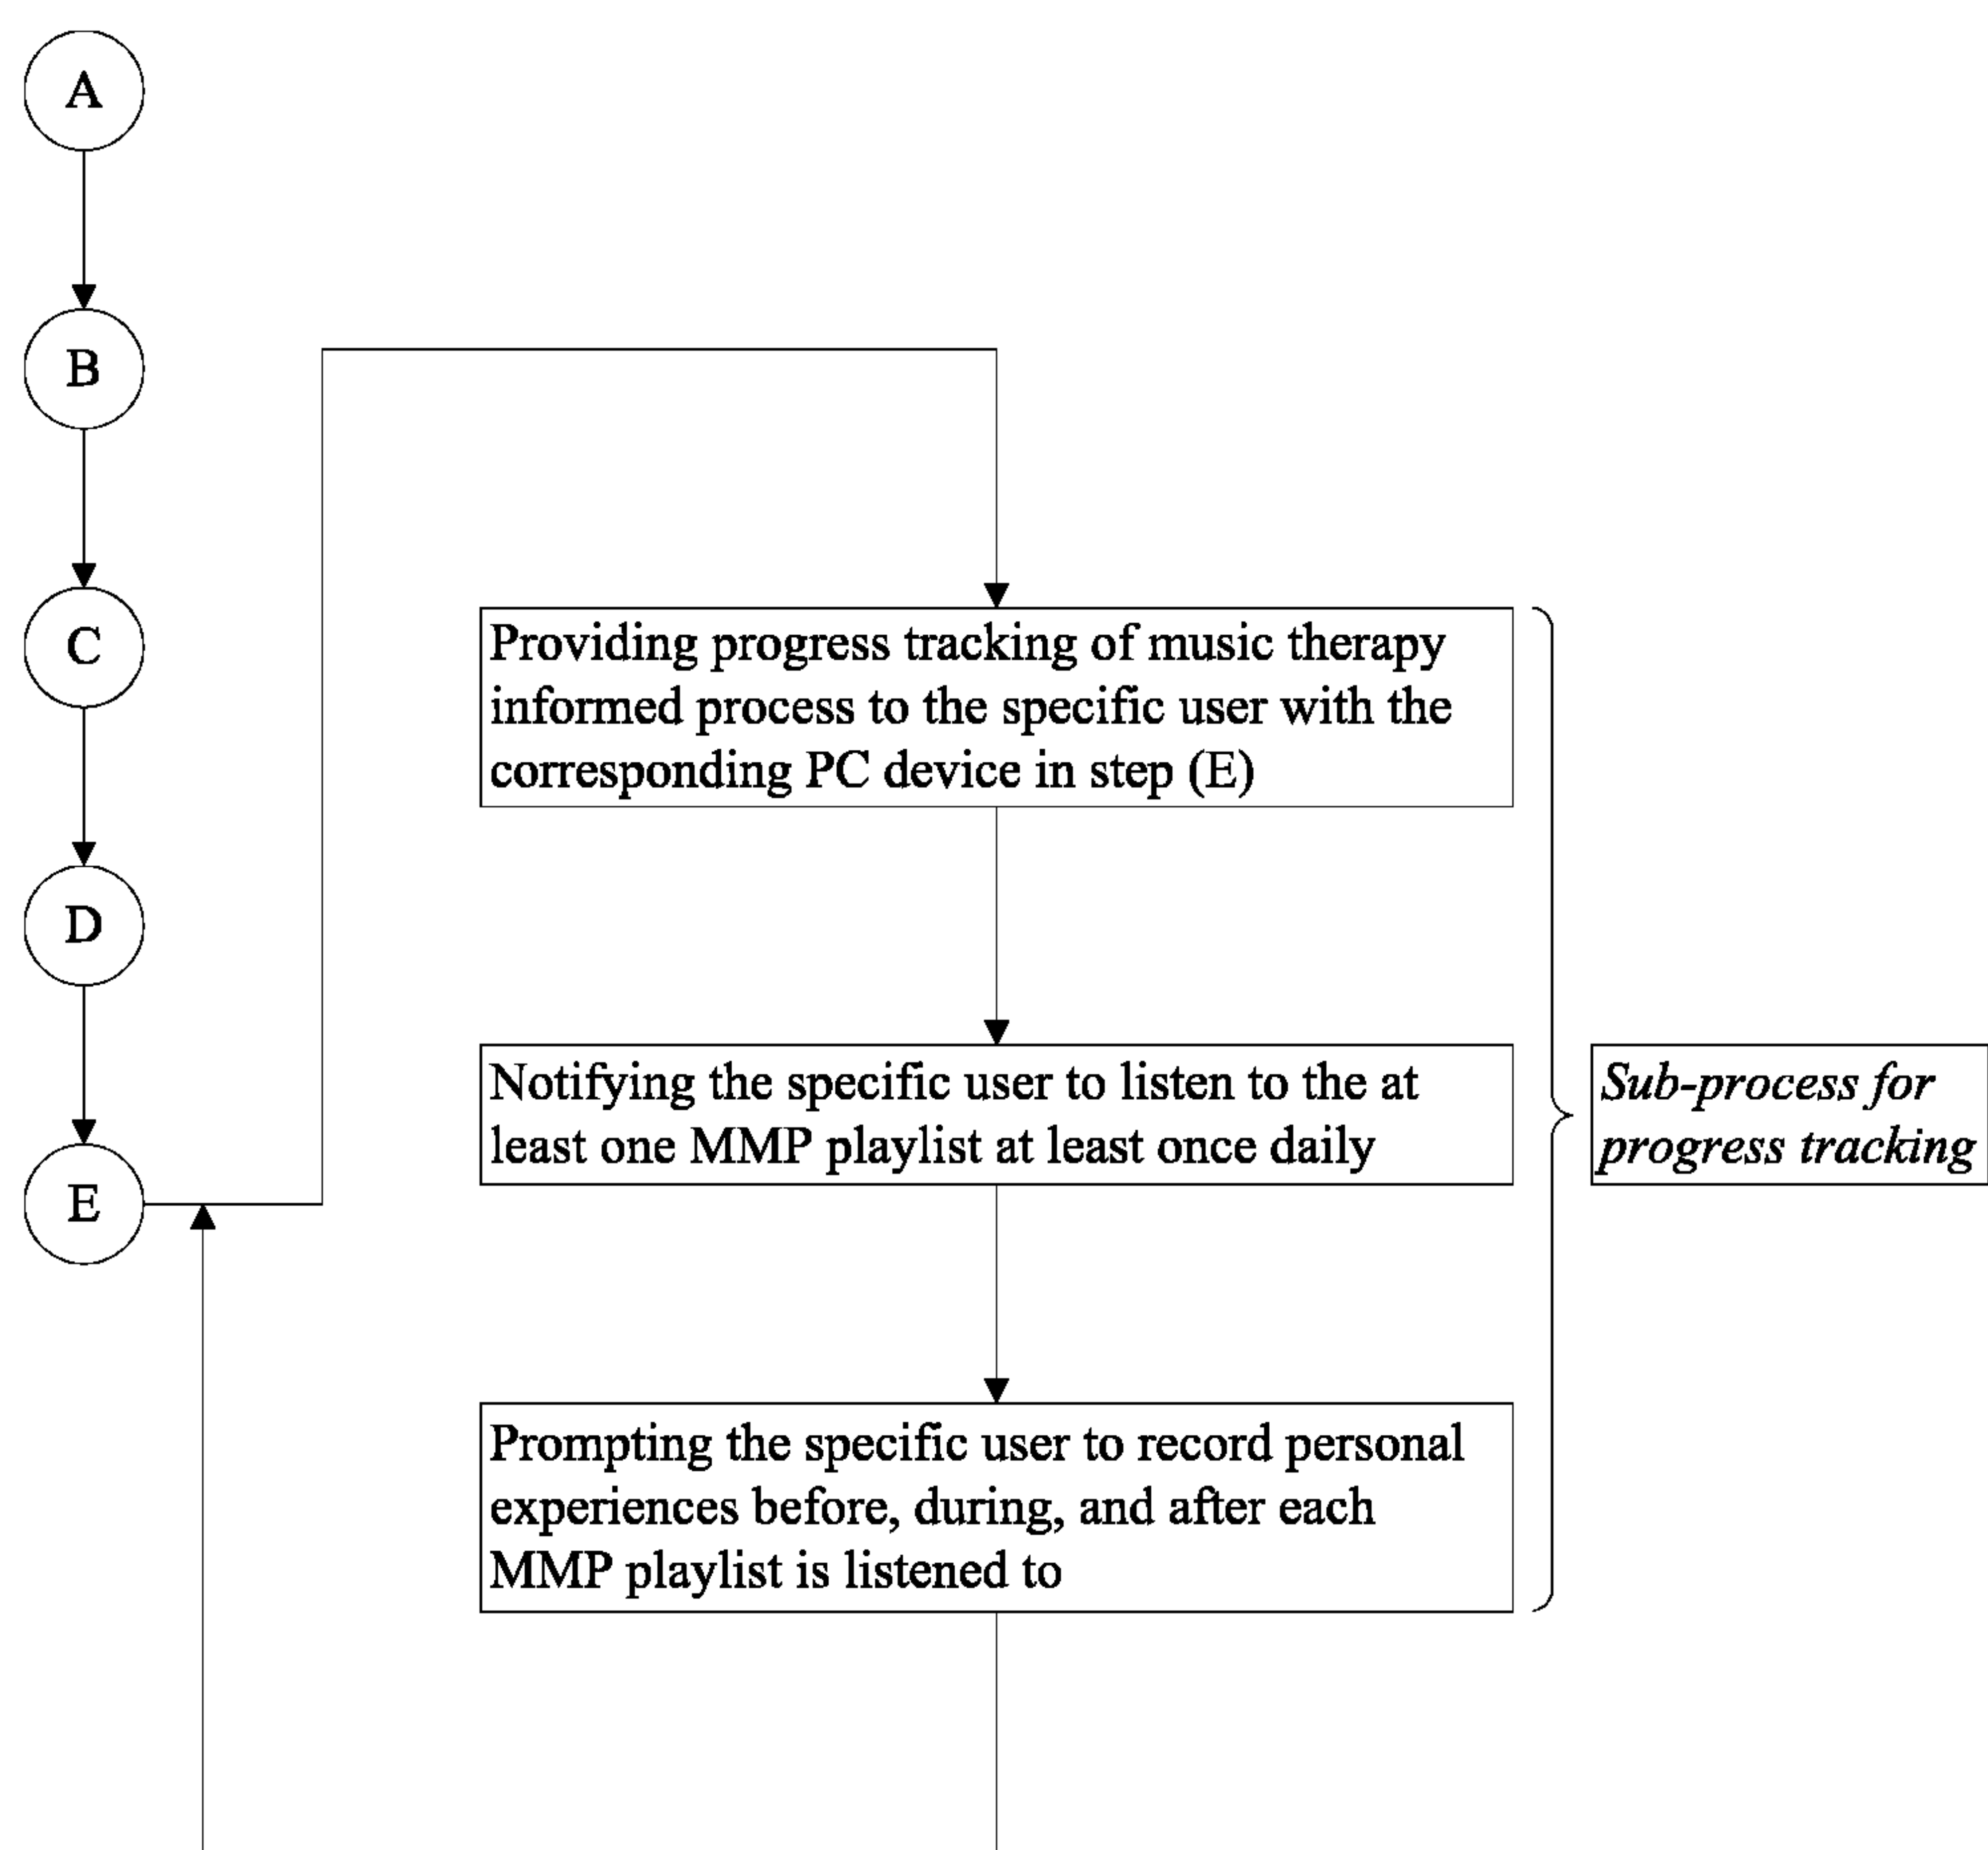 A
B
C
D
E
Providing progress tracking of music therapy
informed process to the specific user with the
corresponding PC device in step (E)
Notifying the specific user to listen to the at
least one MMP playlist at least once daily
Prompting the specific user to record personal
experiences before, during, and after each
MMP playlist is listened to
Sub-process for
progress tracking